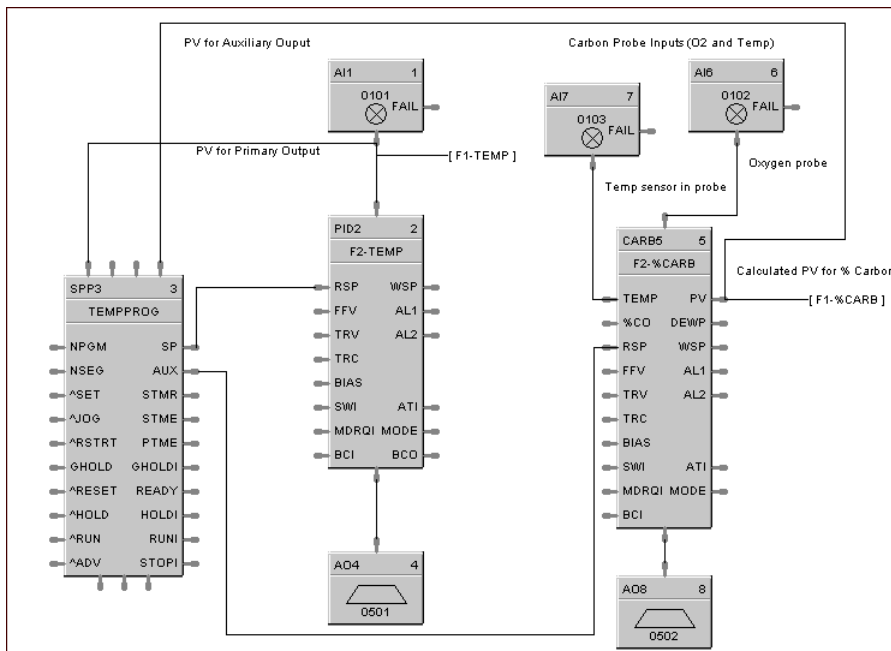 PV for Auxiliary Ouput
Carbon Probe Inputs (O2 and Temp)
AI1 1
0101
FAIL
AI7 7
0103
FAIL
AI6 6
0102
FAIL
PV for Primary Output
[ F1-TEMP ]
Temp sensor in probe
Oxygen probe
SPP3 3
TEMPPROG
NPGM SP
NSEG AUX
^SET STMR
^JOG STME
^RSTRT PTME
GHOLD GHOLDI
^RESET READY
^HOLD HOLDI
^RUN RUNI
^ADV STOPI
PID2 2
F2-TEMP
RSP WSP
FFV AL1
TRV AL2
TRC
BIAS
SWI ATI
MDRQI MODE
BCI BCO
CARB5 5
F2-%CARB
TEMP PV
%CO DEWP
RSP WSP
FFV AL1
TRV AL2
TRC
BIAS
SWI ATI
MDRQI MODE
BCI
Calculated PV for % Carbon
[ F1-%CARB ]
AO4 4
0501
AO8 8
0502